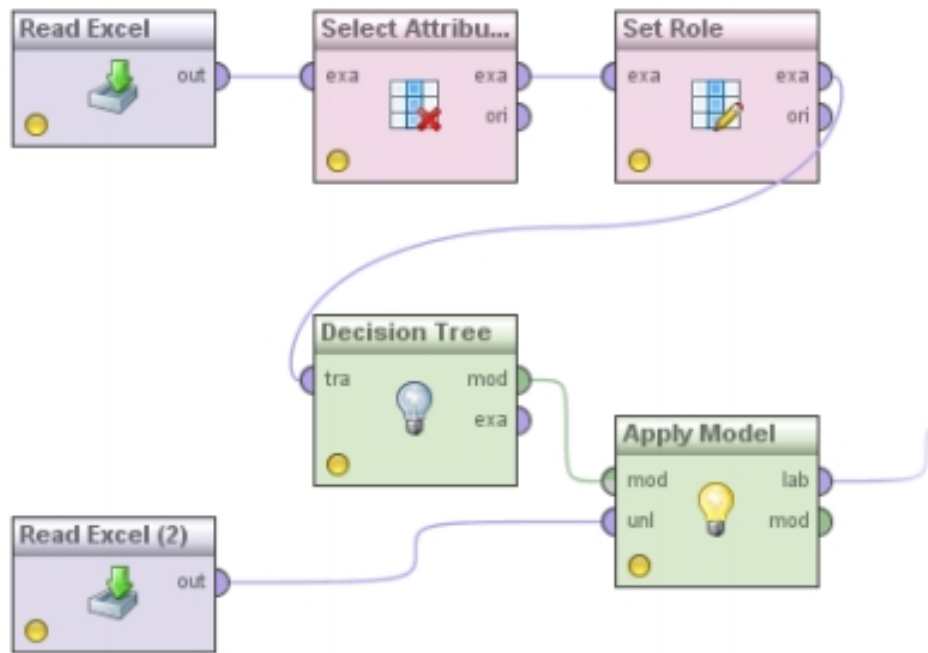 Read Excel
out
Select Attribu...
exa
exa
ori
Set Role
exa
exa
ori
Decision Tree
tra
mod
exa
Apply Model
mod
lab
unl
mod
Read Excel (2)
out